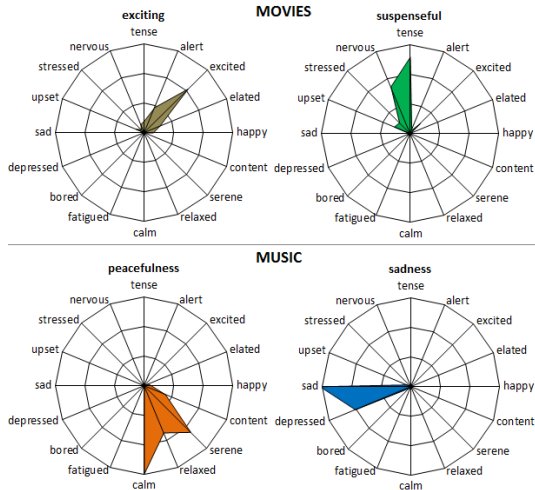 MOVIES
exciting
tense
nervous
alert
stressed
excited
upset
elated
sad
happy
depressed
content
bored
serene
fatigued
relaxed
calm
suspenseful
tense
nervous
alert
stressed
excited
upset
elated
sad
happy
depressed
content
bored
serene
fatigued
relaxed
calm
MUSIC
peacefulness
tense
nervous
alert
stressed
excited
upset
elated
sad
happy
depressed
content
bored
serene
fatigued
relaxed
calm
sadness
tense
nervous
alert
stressed
excited
upset
elated
sad
happy
depressed
content
bored
serene
fatigued
relaxed
calm